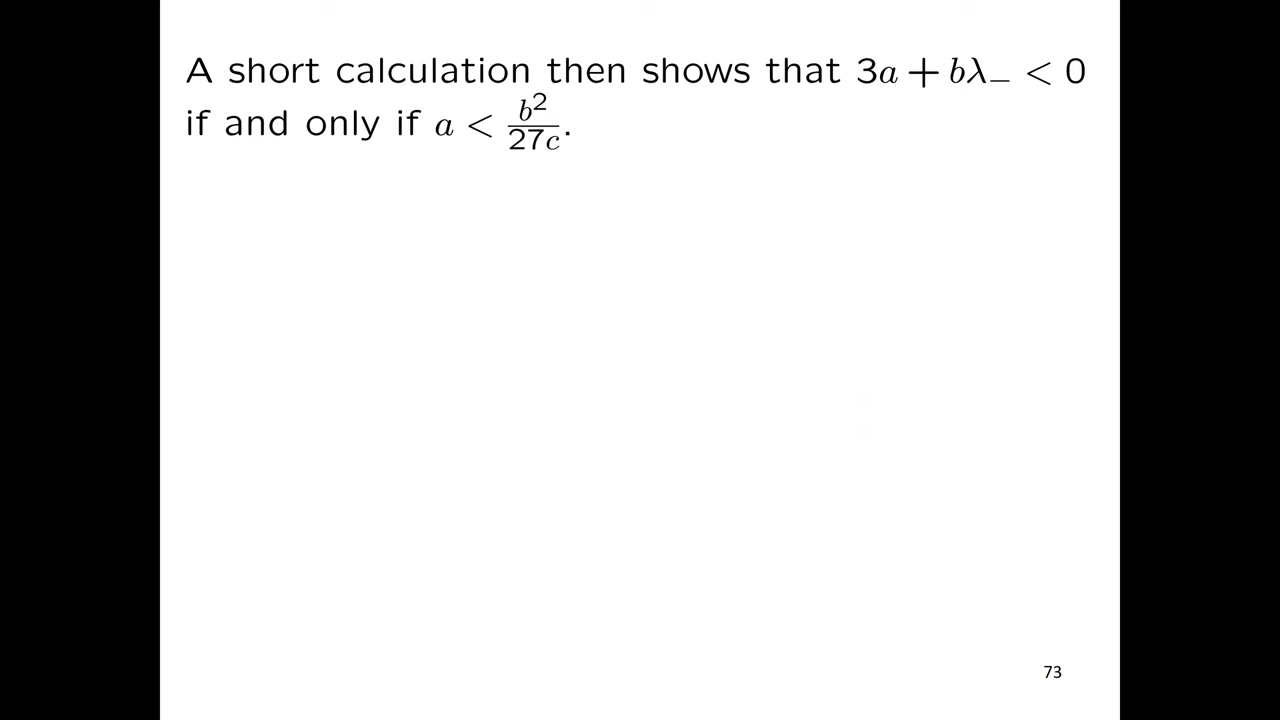 A short calculation then shows that 3a + bλ₋ < 0
if and only if a < b²/27c.
73